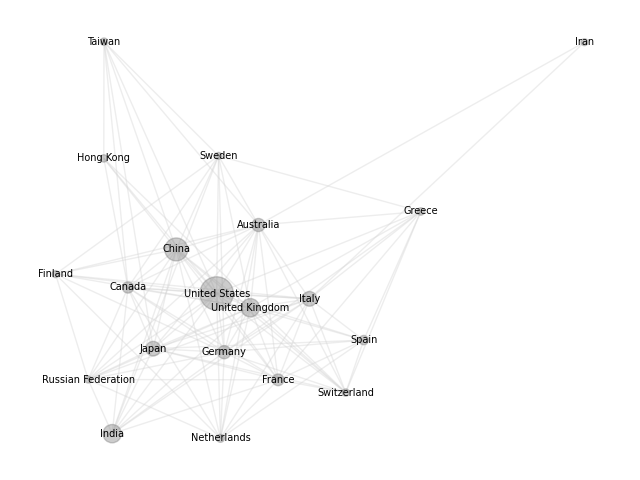 Taiwan
Iran
Hong Kong
Sweden
Greece
Australia
China
Finland
Canada
United States
Italy
United Kingdom
Spain
Japan
Germany
Russian Federation
France
Switzerland
India
Netherlands